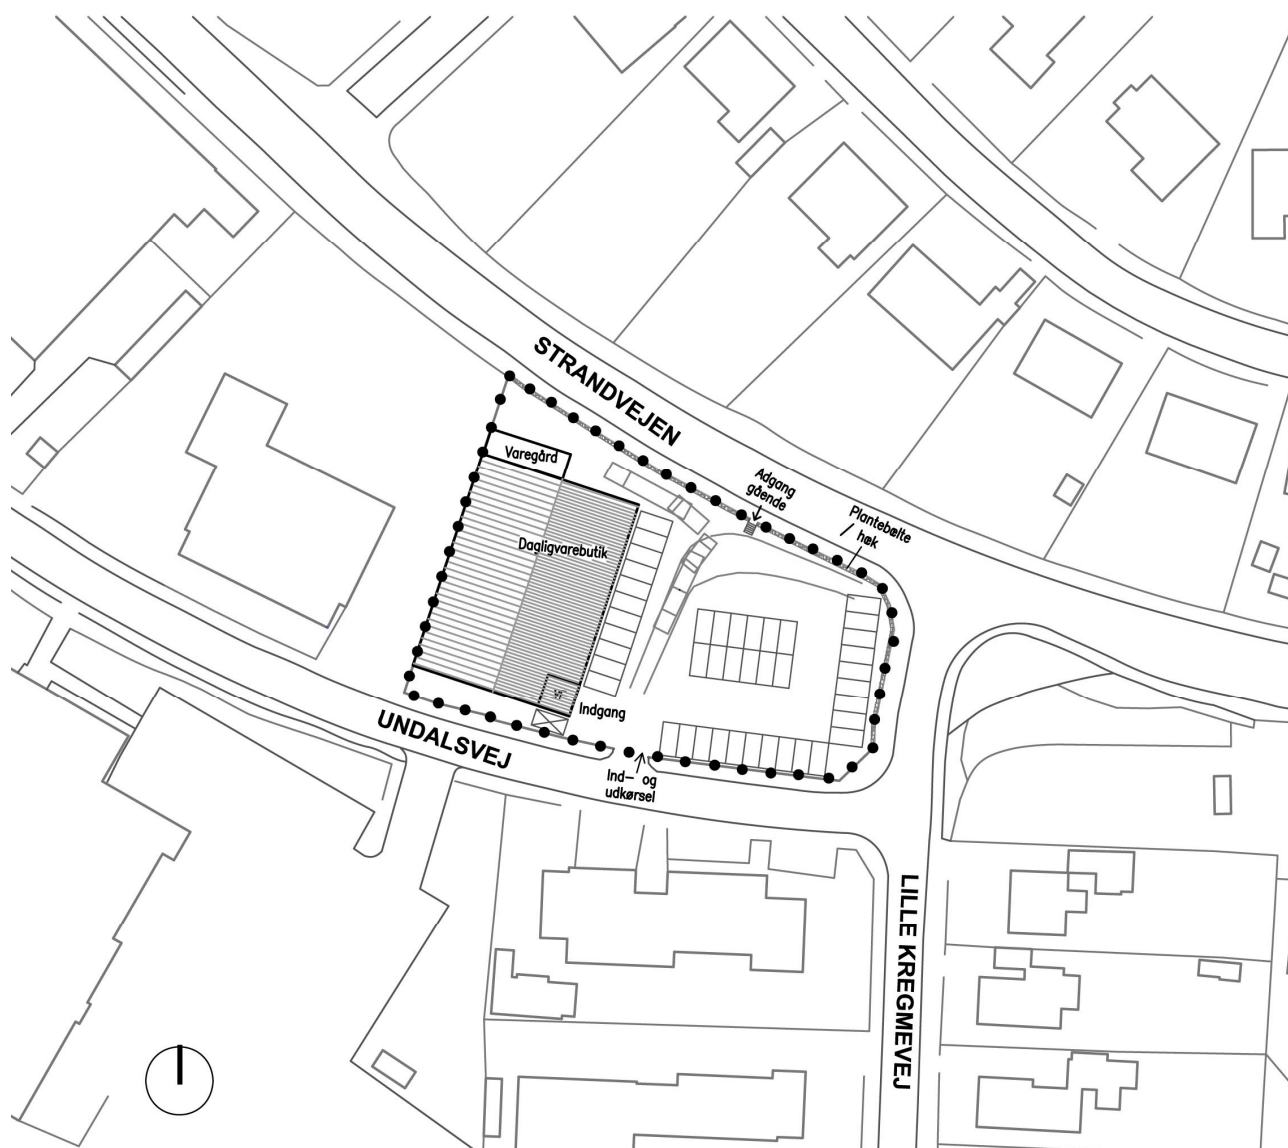 STRANDVEJEN
Varegård
Adgang
gående
Plantebælte
hæk
Dagligvarebutik
Indgang
UNDALSVEJ
Ind- og
udkørsel
LILLE KREGMEVEJ